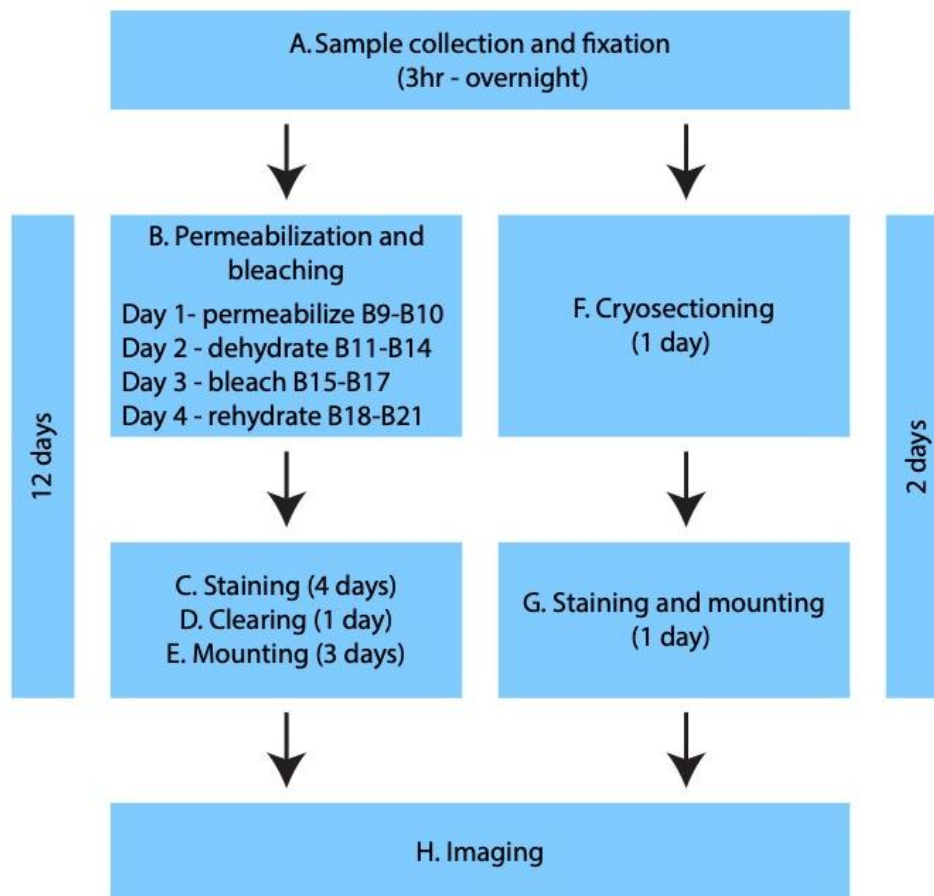 A. Sample collection and fixation
(3hr - overnight)
12 days
B. Permeabilization and
bleaching
Day 1- permeabilize B9-B10
Day 2 - dehydrate B11-B14
Day 3 - bleach B15-B17
Day 4 - rehydrate B18-B21
F. Cryosectioning
(1 day)
2 days
C. Staining (4 days)
D. Clearing (1 day)
E. Mounting (3 days)
G. Staining and mounting
(1 day)
H. Imaging